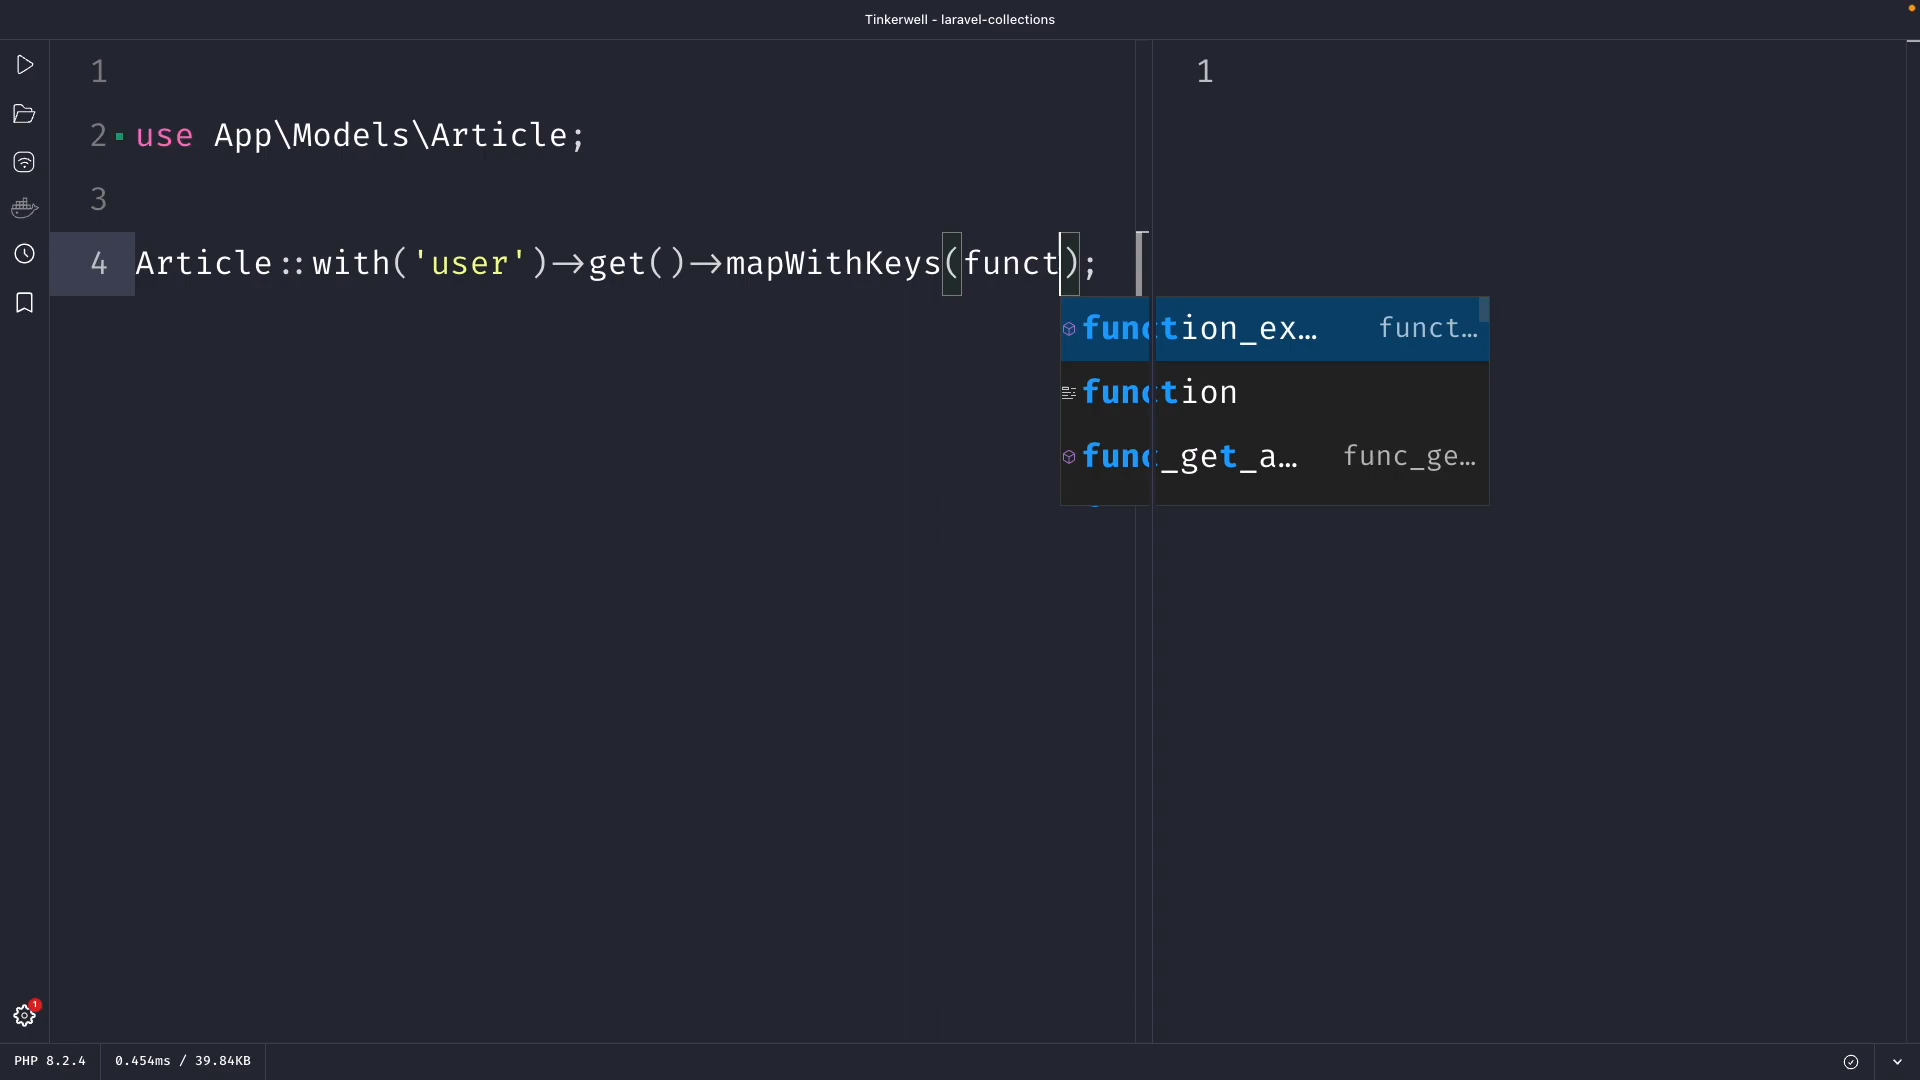 Tinkerwell - laravel-collections
1
2 use App\Models\Article;
3
4 Article::with('user')->get()->mapWithKeys(funct);
1
function_ex… funct…
function
func_get_a… func_ge…
1
PHP 8.2.4 0.454ms / 39.84KB